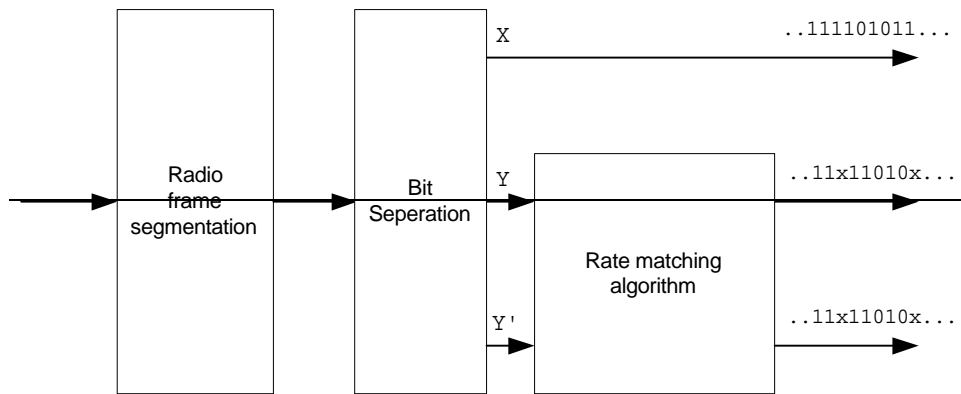 X
..111101011...
Radio
frame
segmentation
Bit
Seperation
Y
..11x11010x...
Rate matching
algorithm
Y'
..11x11010x...